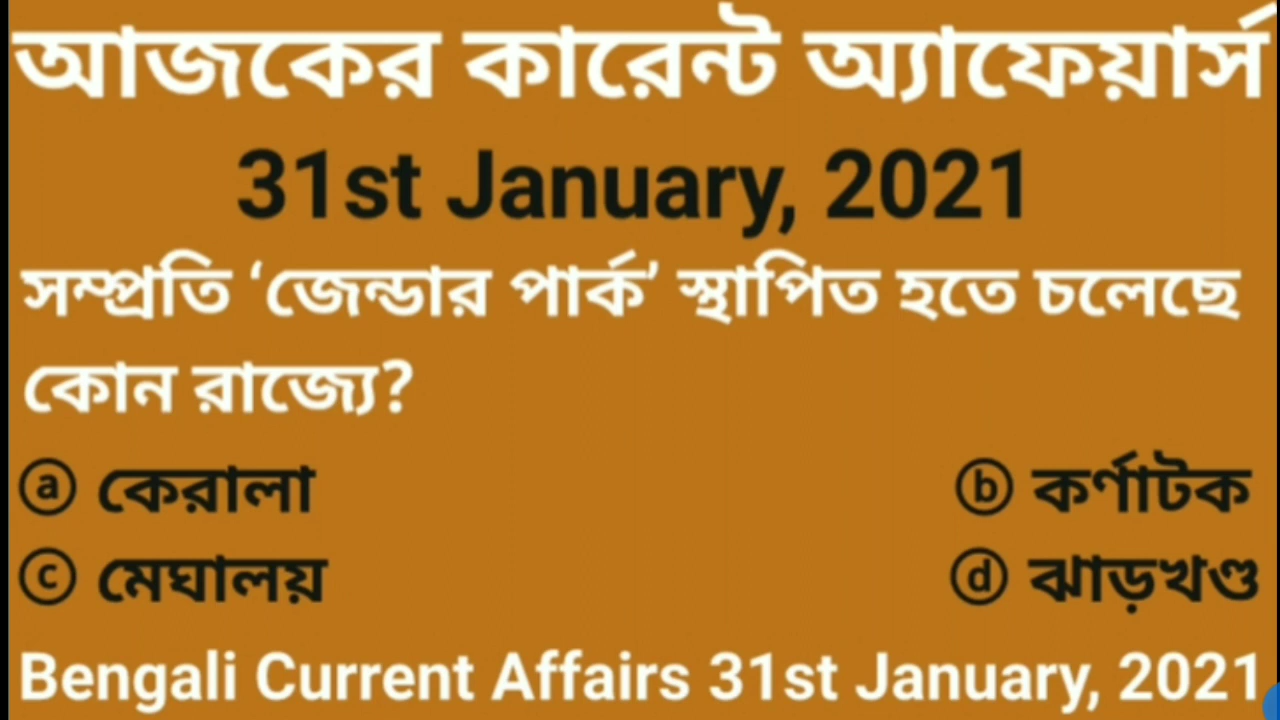 আজকের কারেন্ট অ্যাফেয়ার্স
31st January, 2021
সম্প্রতি ‘জেন্ডার পার্ক’ স্থাপিত হতে চলেছে
কোন রাজ্যে?
ⓐ কেরালা ⓑ কর্ণাটক
ⓒ মেঘালয় ⓓ ঝাড়খণ্ড
Bengali Current Affairs 31st January, 2021